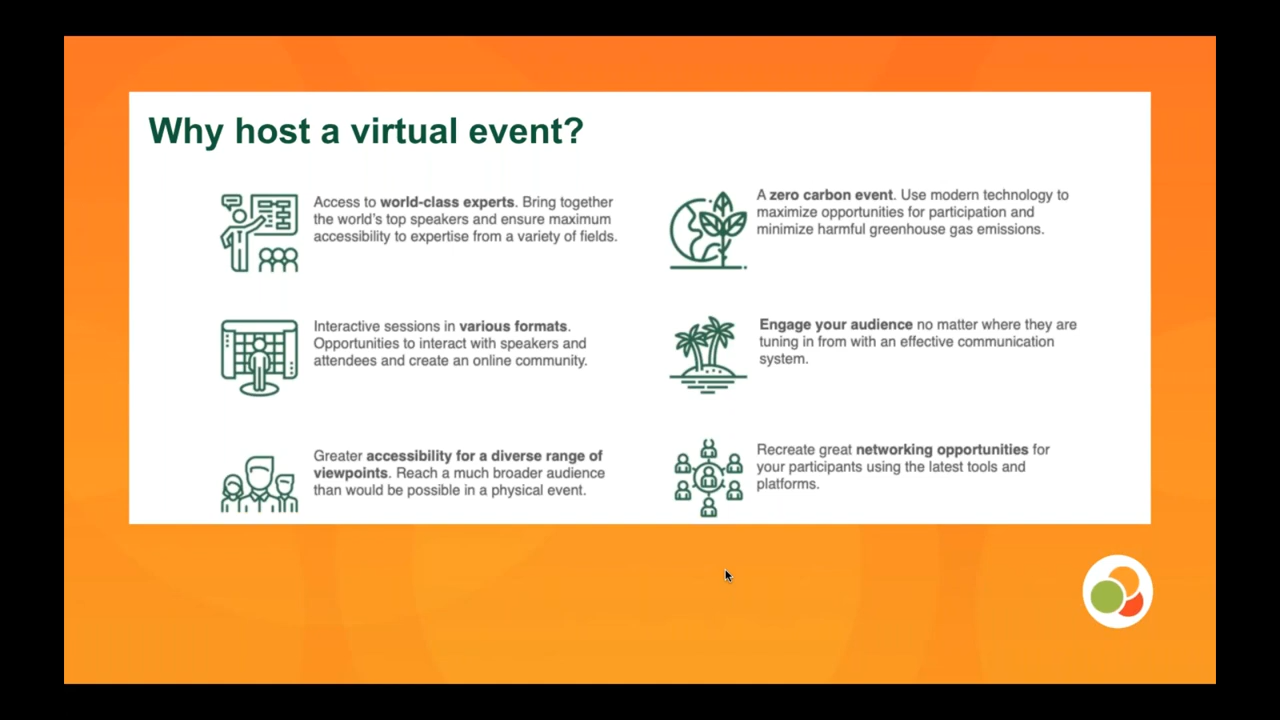 Why host a virtual event?
Access to world-class experts. Bring together
the world's top speakers and ensure maximum
accessibility to expertise from a variety of fields.
Interactive sessions in various formats.
Opportunities to interact with speakers and
attendees and create an online community.
Greater accessibility for a diverse range of
viewpoints. Reach a much broader audience
than would be possible in a physical event.
A zero carbon event. Use modern technology to
maximize opportunities for participation and
minimize harmful greenhouse gas emissions.
Engage your audience no matter where they are
tuning in from with an effective communication
system.
Recreate great networking opportunities for
your participants using the latest tools and
platforms.